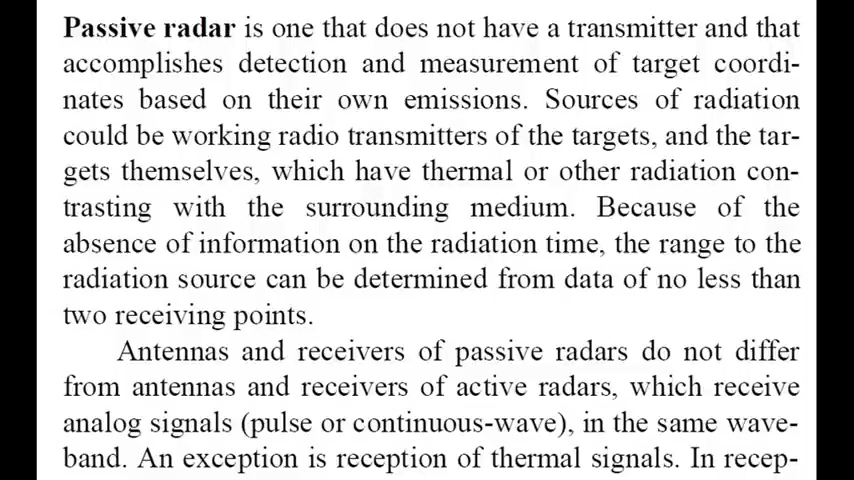 Passive radar is one that does not have a transmitter and that
accomplishes detection and measurement of target coordi-
nates based on their own emissions. Sources of radiation
could be working radio transmitters of the targets, and the tar-
gets themselves, which have thermal or other radiation con-
trasting with the surrounding medium. Because of the
absence of information on the radiation time, the range to the
radiation source can be determined from data of no less than
two receiving points.
Antennas and receivers of passive radars do not differ
from antennas and receivers of active radars, which receive
analog signals (pulse or continuous-wave), in the same wave-
band. An exception is reception of thermal signals. In recep-